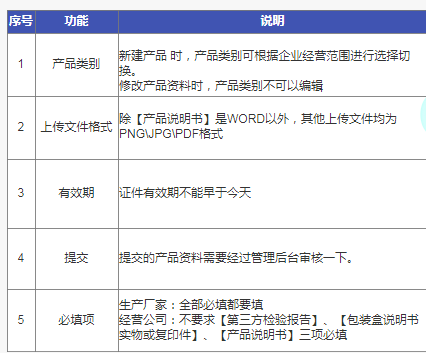 序号 功能 说明
1 产品类别 新建产品 时，产品类别可根据企业经营范围进行选择切
换。
修改产品资料时，产品类别不可以编辑
2 上传文件格式 除【产品说明书】是WORD以外，其他上传文件均为
PNG\JPG\PDF格式
3 有效期 证件有效期不能早于今天
4 提交 提交的产品资料需要经过管理后台审核一下。
5 必填项 生产厂家：全部必填都要填
经营公司：不要求【第三方检验报告】、【包装盒说明书
实物或复印件】、【产品说明书】三项必填